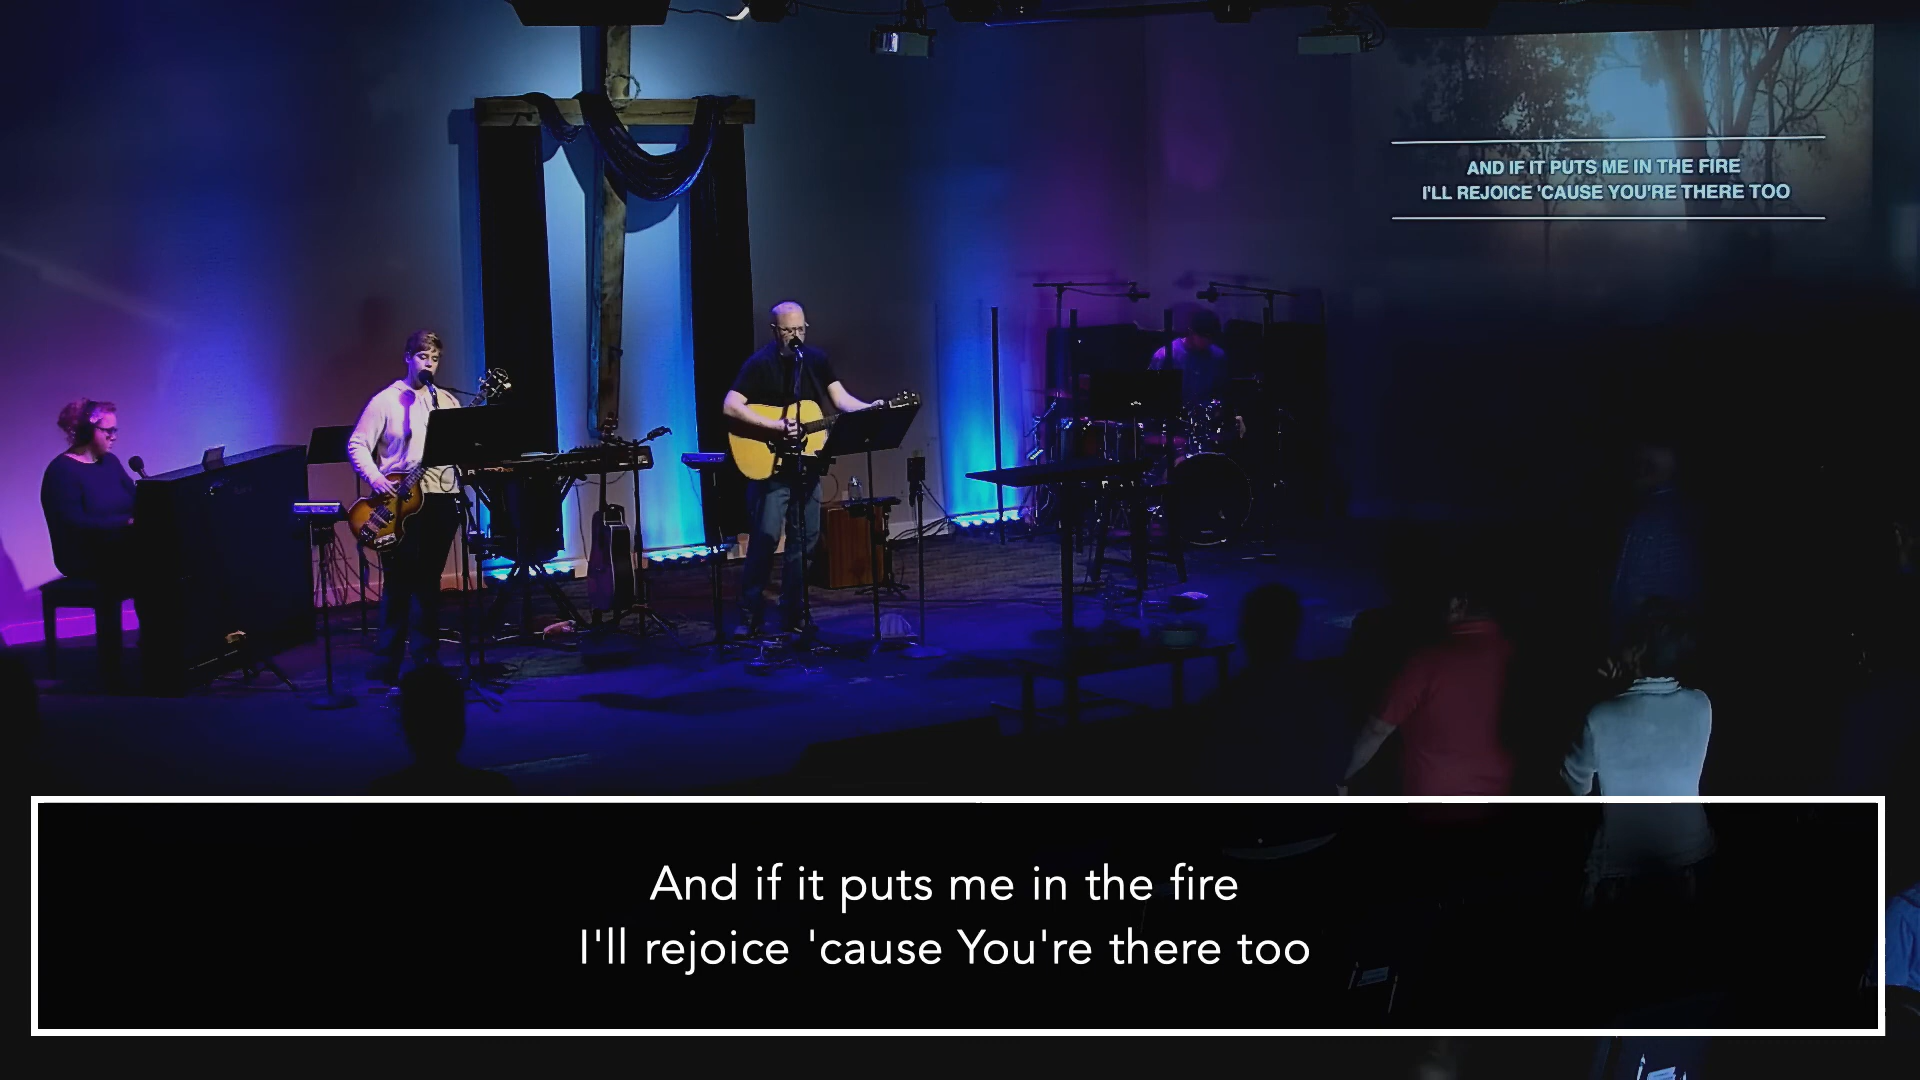 AND IF IT PUTS ME IN THE FIRE
I'LL REJOICE 'CAUSE YOU'RE THERE TOO
And if it puts me in the fire
I'll rejoice 'cause You're there too